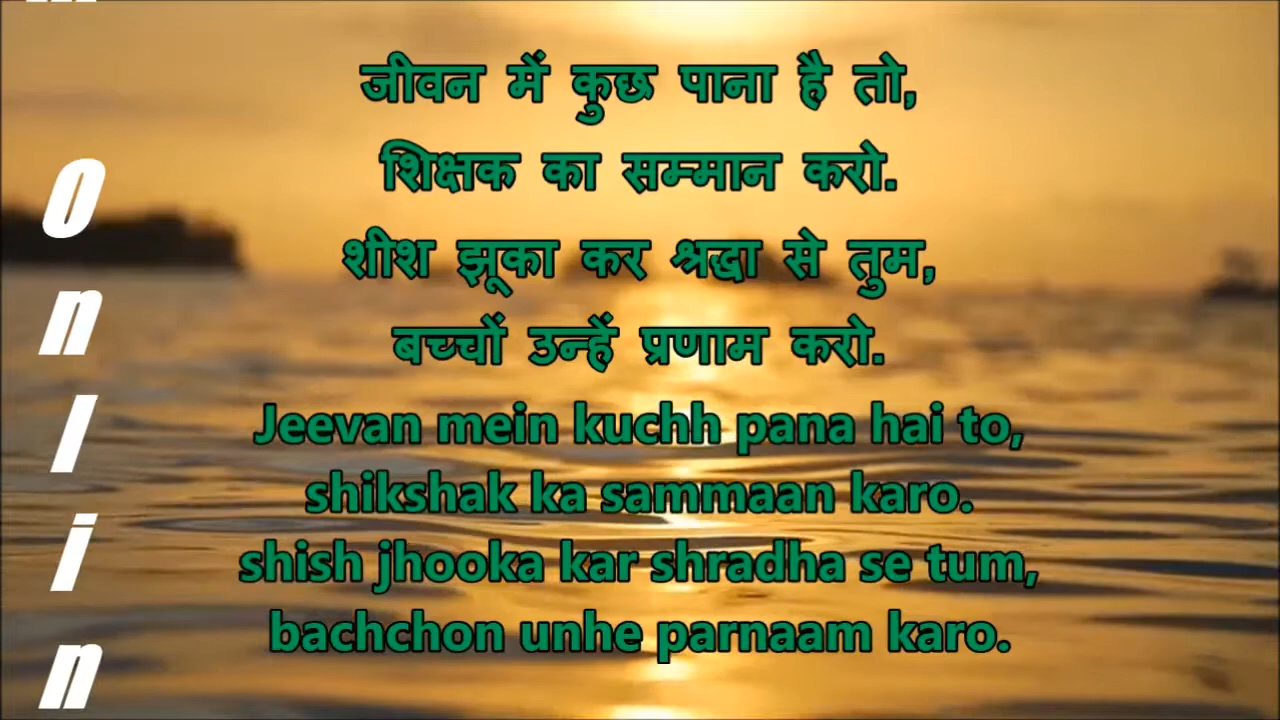 जीवन में कुछ पाना है तो,
शिक्षक का सम्मान करो.
शीश झूका कर श्रद्धा से तुम,
बच्चों उन्हें प्रणाम करो.
Jeevan mein kuchh pana hai to,
shikshak ka sammaan karo.
shish jhooka kar shradha se tum,
bachchon unhe parnaam karo.
O n l i n